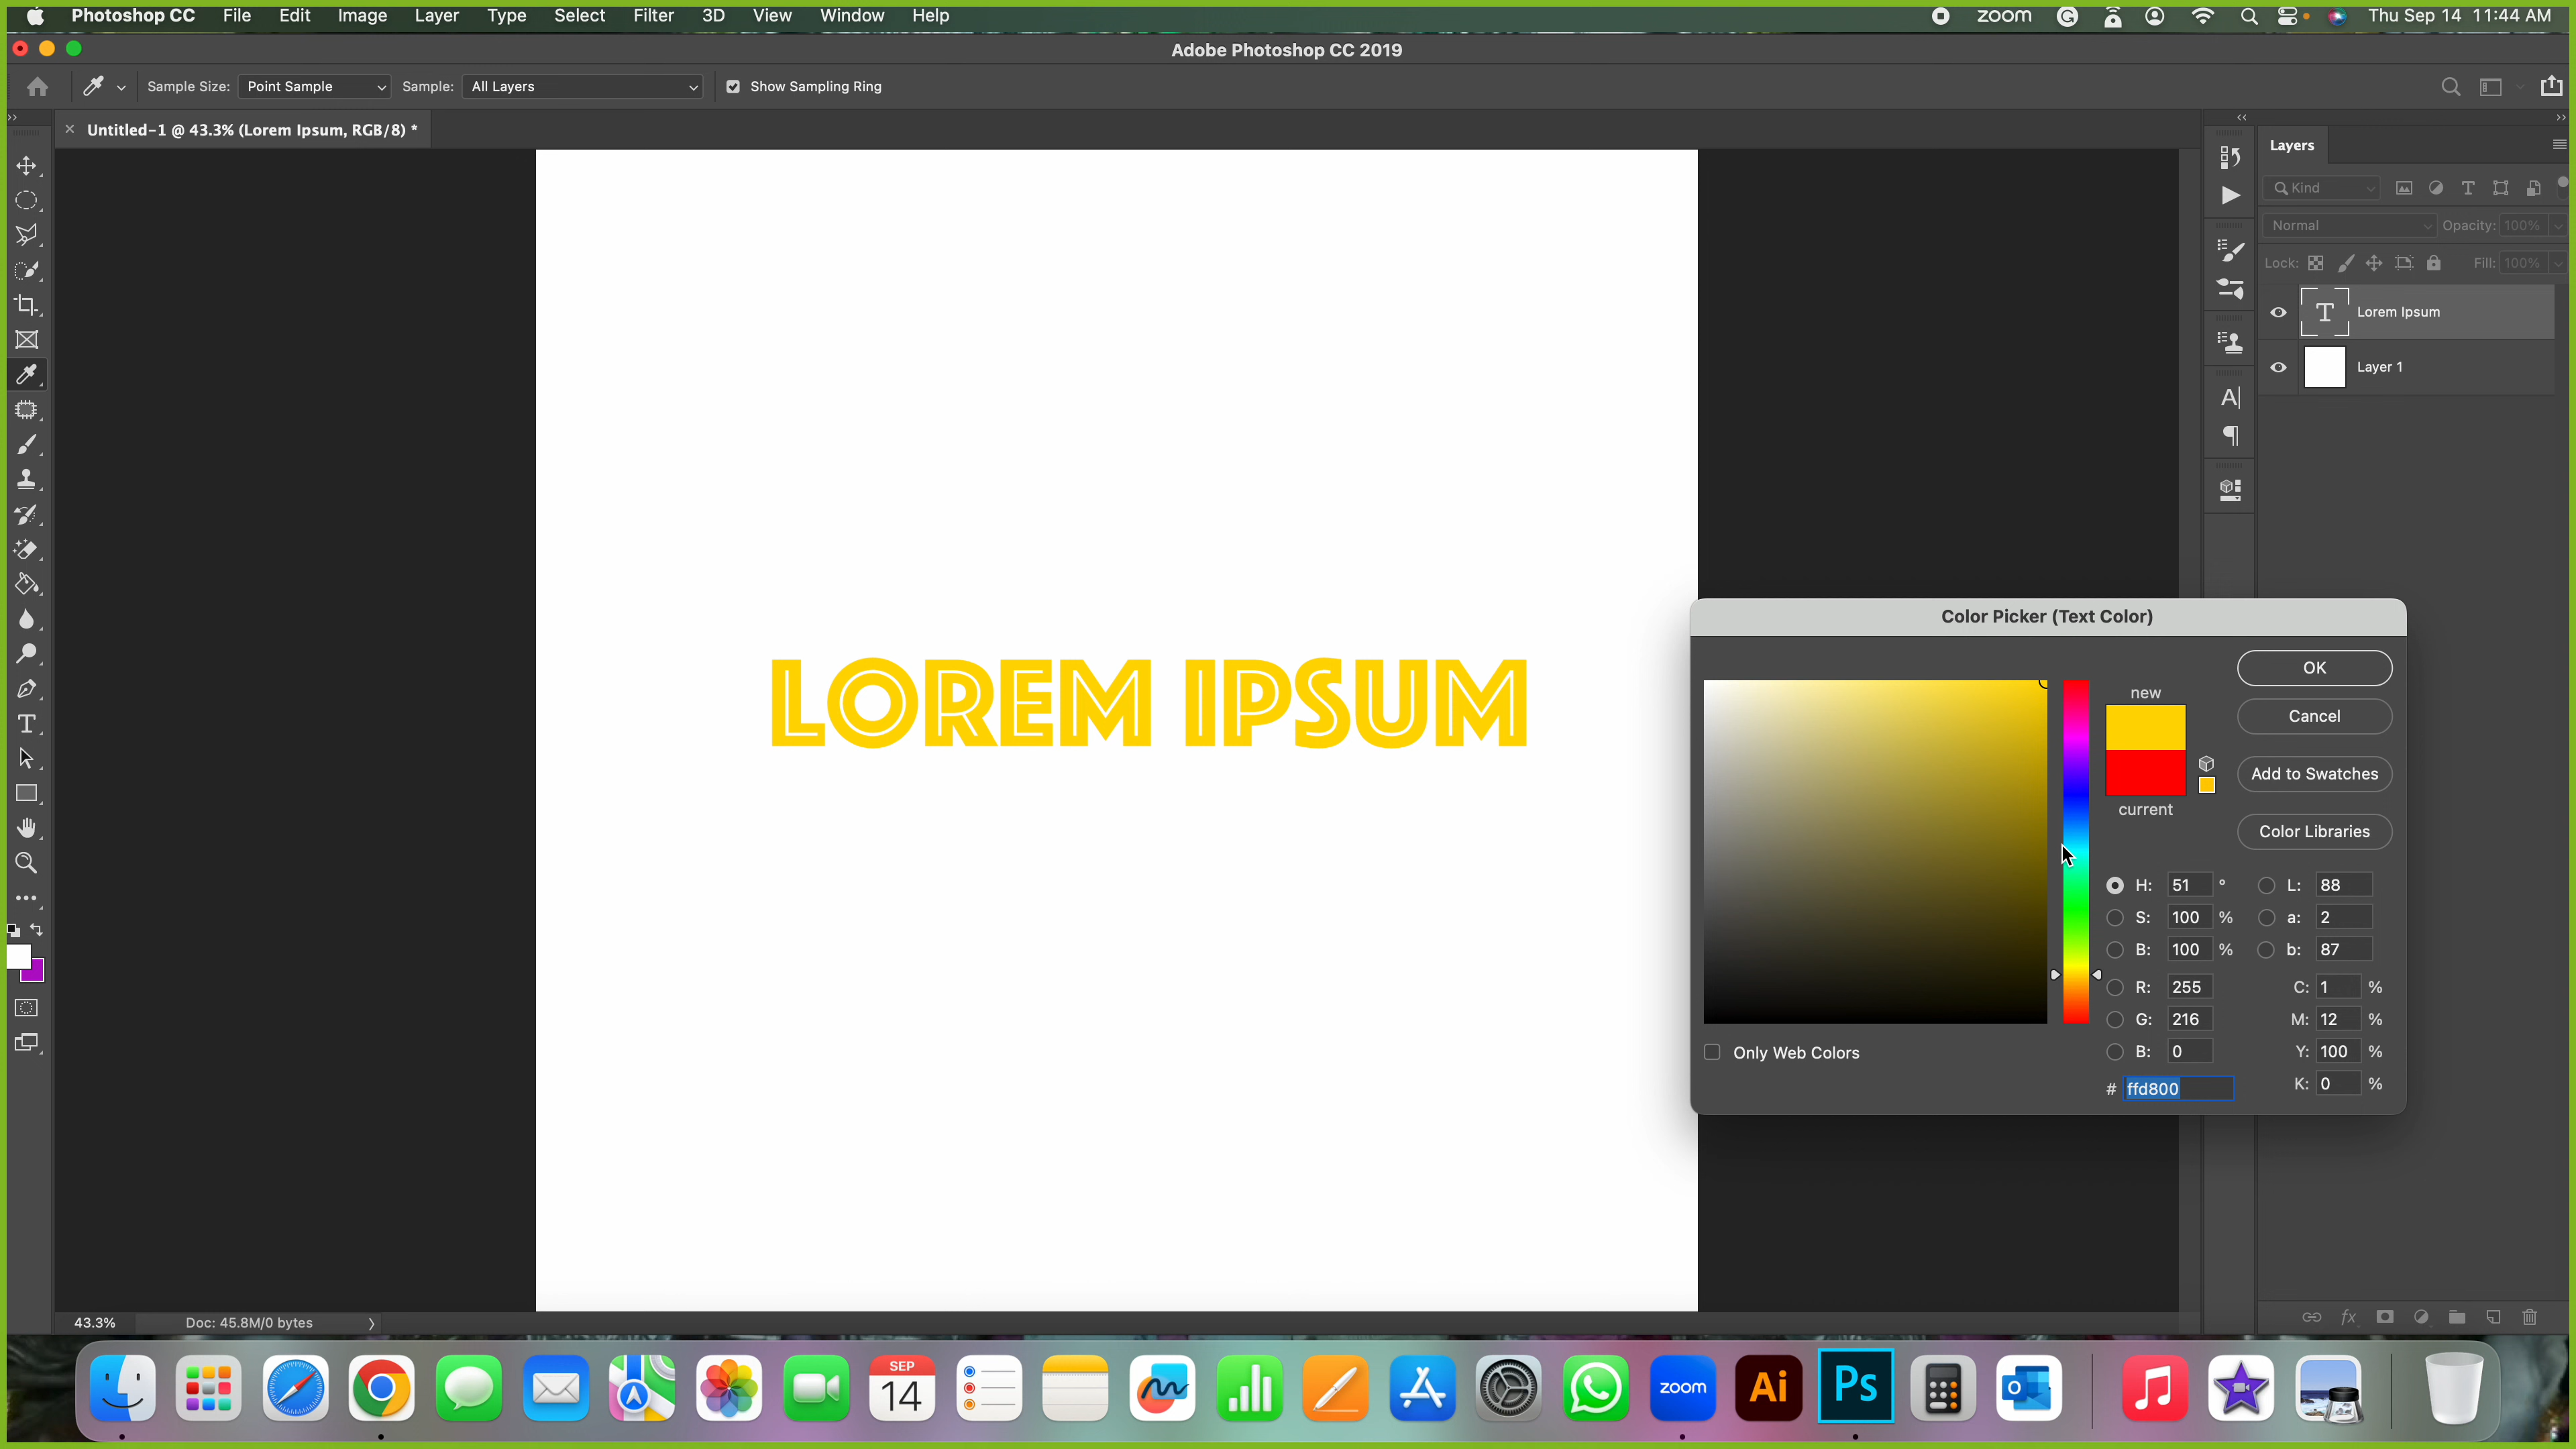 Photoshop CC File Edit Image Layer Type Select Filter 3D View Window Help zoom Thu Sep 14 11:44 AM
Adobe Photoshop CC 2019
Sample Size: Point Sample Sample: All Layers Show Sampling Ring
Untitled-1 @ 43.3% (Lorem Ipsum, RGB/8) *
Layers
Kind
Normal Opacity: 100%
Lock: Fill: 100%
T Lorem Ipsum
Layer 1
LOREM IPSUM
Color Picker (Text Color)
OK
new
Cancel
Add to Swatches
current
Color Libraries
H: 51 ° L: 88
S: 100 % a: 2
B: 100 % b: 87
R: 255 C: 1 %
G: 216 M: 12 %
B: 0 Y: 100 %
# ffd800 K: 0 %
Only Web Colors
43.3% Doc: 45.8M/0 bytes
fx
SEP
14
zoom
Ai
Ps
O